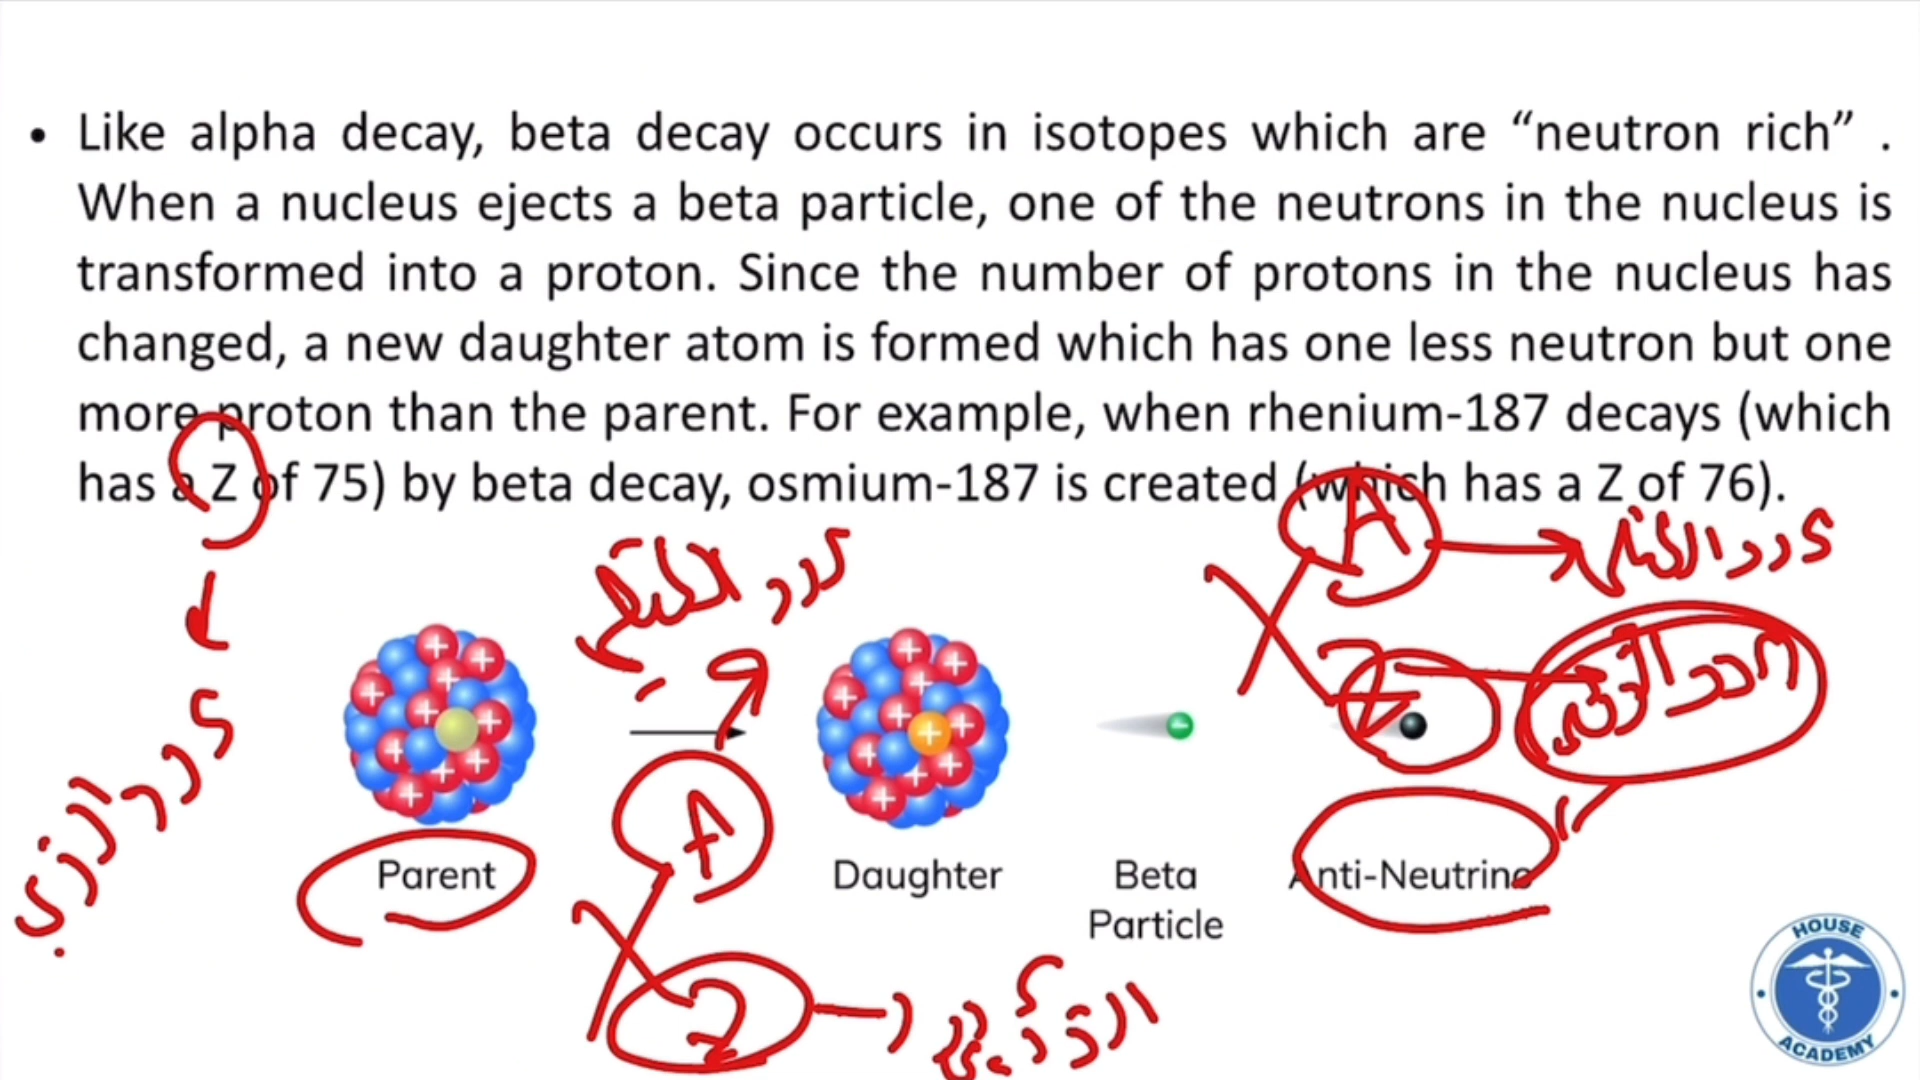 • Like alpha decay, beta decay occurs in isotopes which are “neutron rich” .
When a nucleus ejects a beta particle, one of the neutrons in the nucleus is
transformed into a proton. Since the number of protons in the nucleus has
changed, a new daughter atom is formed which has one less neutron but one
more proton than the parent. For example, when rhenium-187 decays (which
has a Z of 75) by beta decay, osmium-187 is created (which has a Z of 76).
A
Z
A
Z
+ + + + + + + + + +
+ + + + + + + + + + +
−
Parent
Daughter
Beta
Particle
Anti-Neutrino
HOUSE
ACADEMY